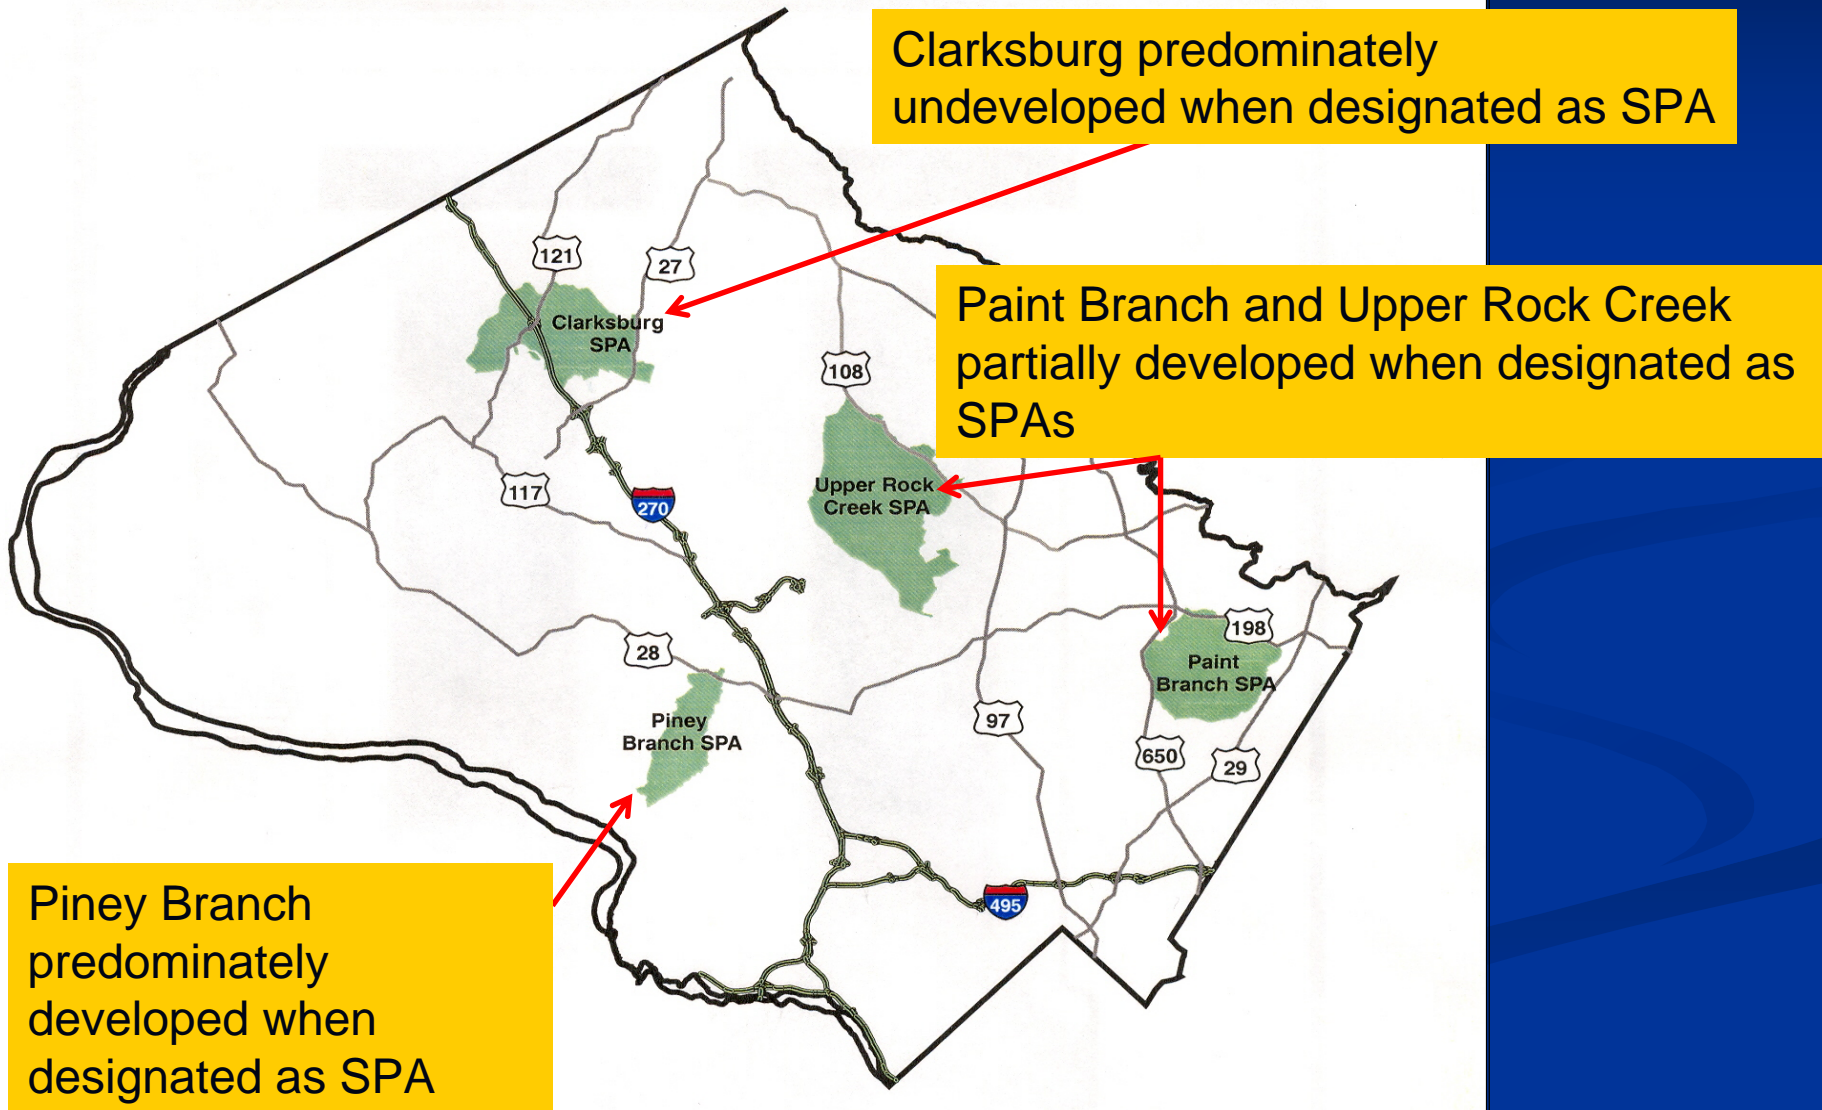 Clarksburg predominately
undeveloped when designated as SPA
121
27
Paint Branch and Upper Rock Creek
partially developed when designated as
SPAs
Clarksburg
SPA
108
117
270
Upper Rock
Creek SPA
198
28
Paint
Branch SPA
Piney
Branch SPA
97
650
29
Piney Branch
predominately
developed when
designated as SPA
495